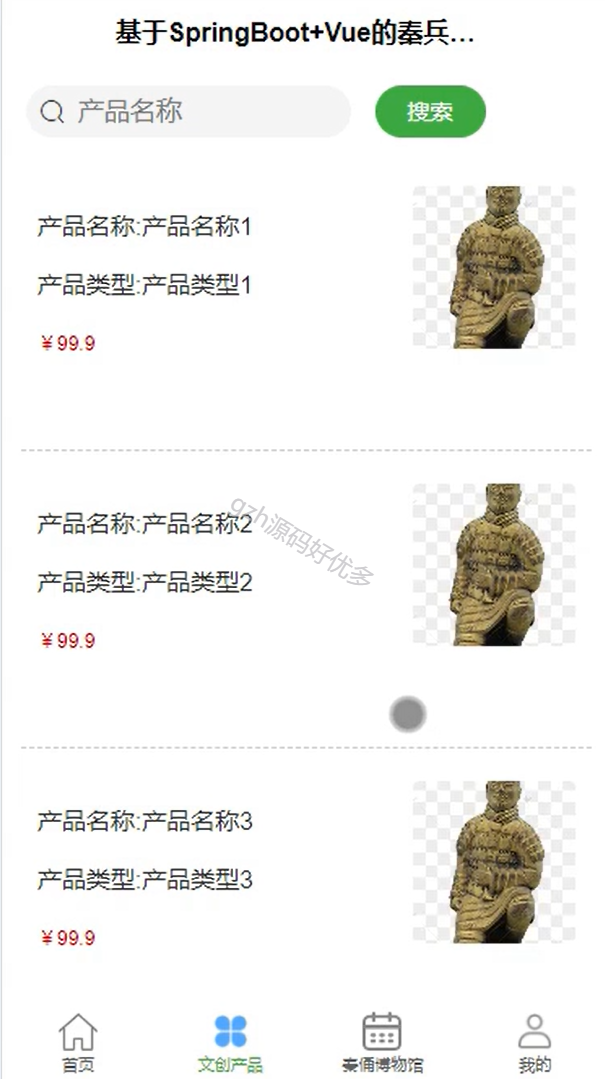 基于SpringBoot+Vue的秦兵...
产品名称
搜索
产品名称:产品名称1
产品类型:产品类型1
￥99.9
产品名称:产品名称2
gzh源码好优多
产品类型:产品类型2
￥99.9
产品名称:产品名称3
产品类型:产品类型3
￥99.9
首页
文创产品
秦俑博物馆
我的